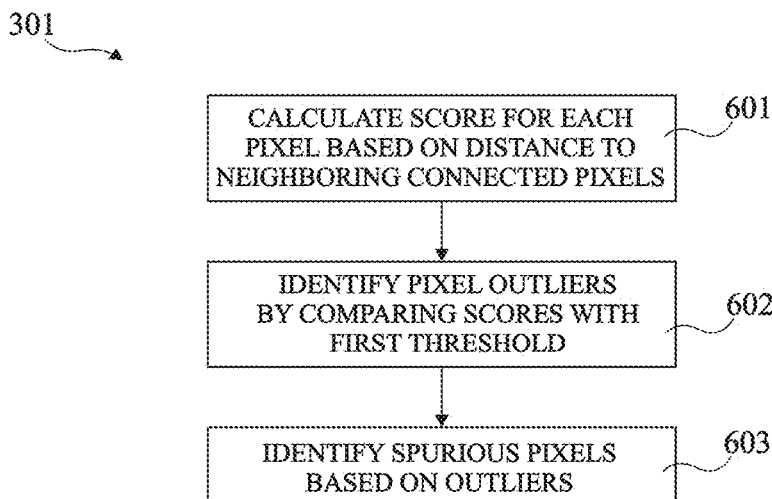 301
CALCULATE SCORE FOR EACH
PIXEL BASED ON DISTANCE TO
NEIGHBORING CONNECTED PIXELS
601
IDENTIFY PIXEL OUTLIERS
BY COMPARING SCORES WITH
FIRST THRESHOLD
602
IDENTIFY SPURIOUS PIXELS
BASED ON OUTLIERS
603